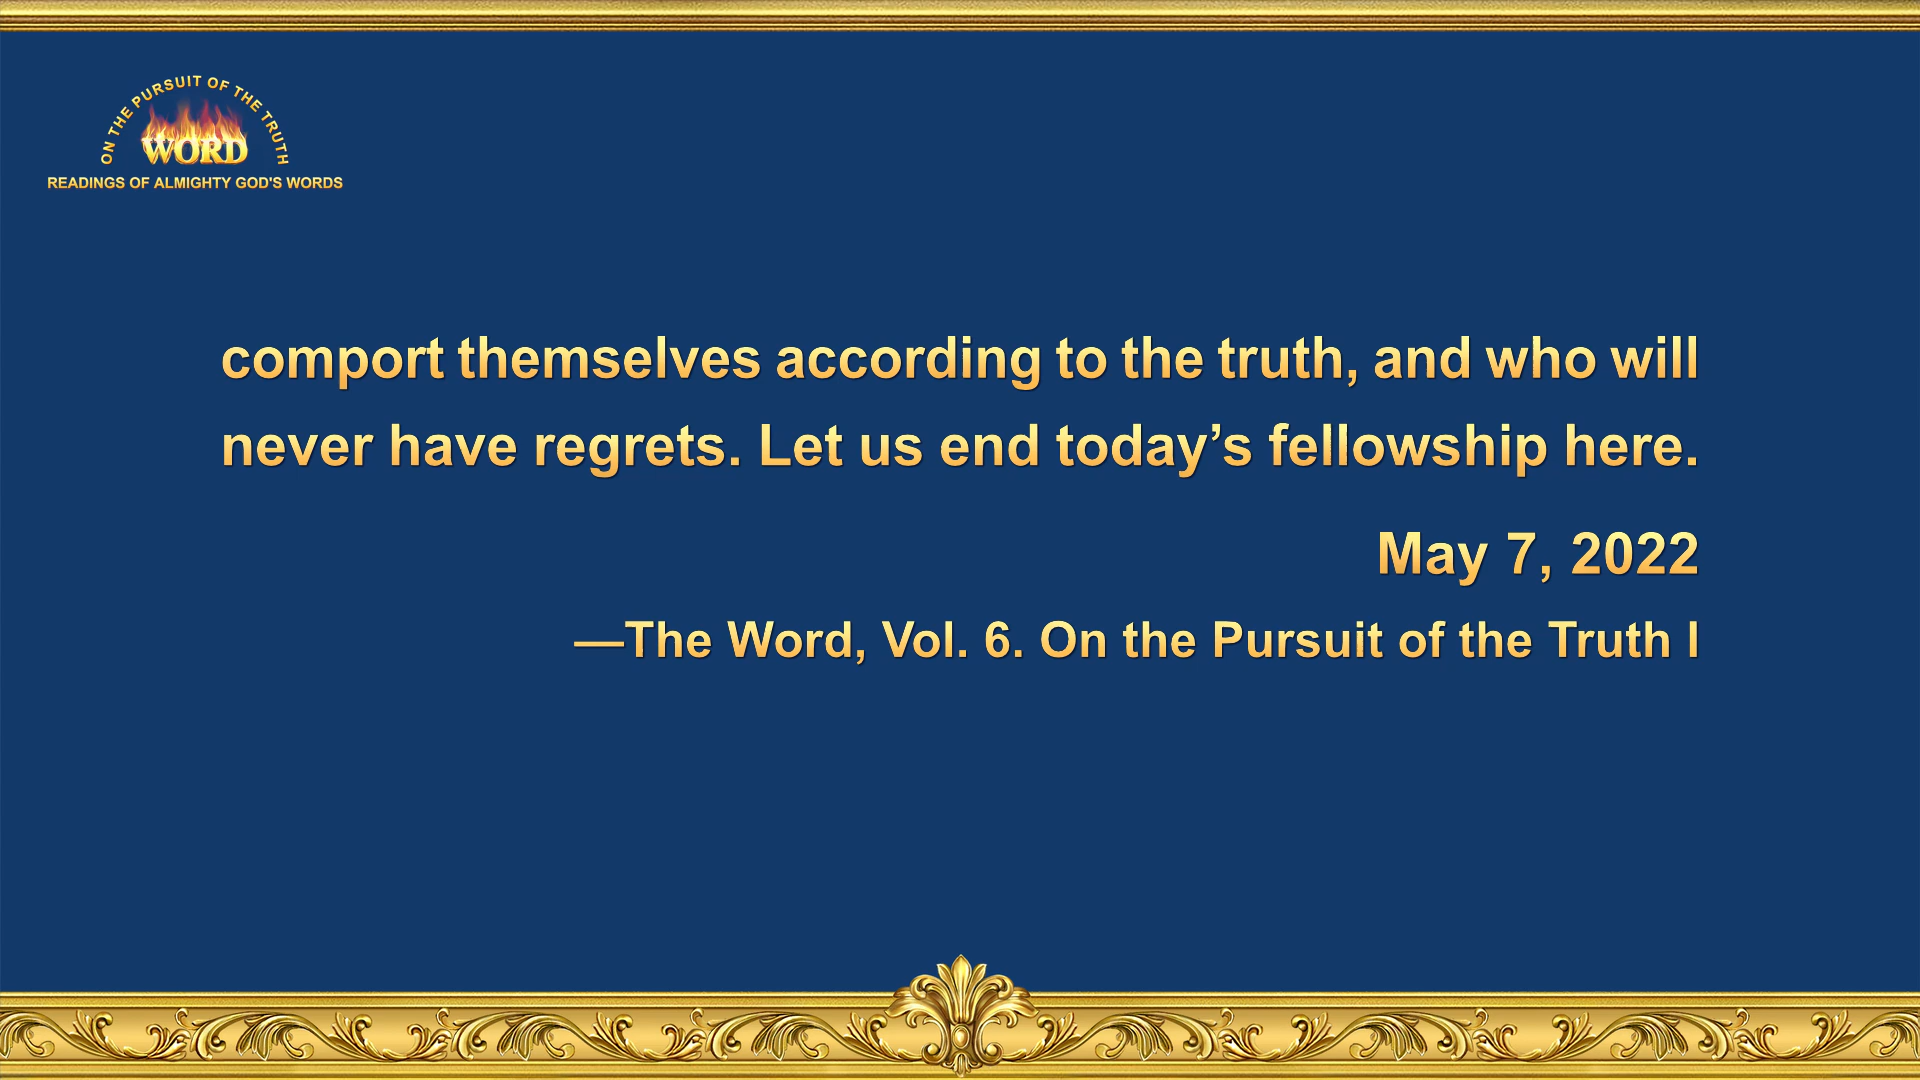 ON THE PURSUIT OF THE TRUTH
WORD
READINGS OF ALMIGHTY GOD'S WORDS
comport themselves according to the truth, and who will
never have regrets. Let us end today’s fellowship here.
May 7, 2022
—The Word, Vol. 6. On the Pursuit of the Truth I